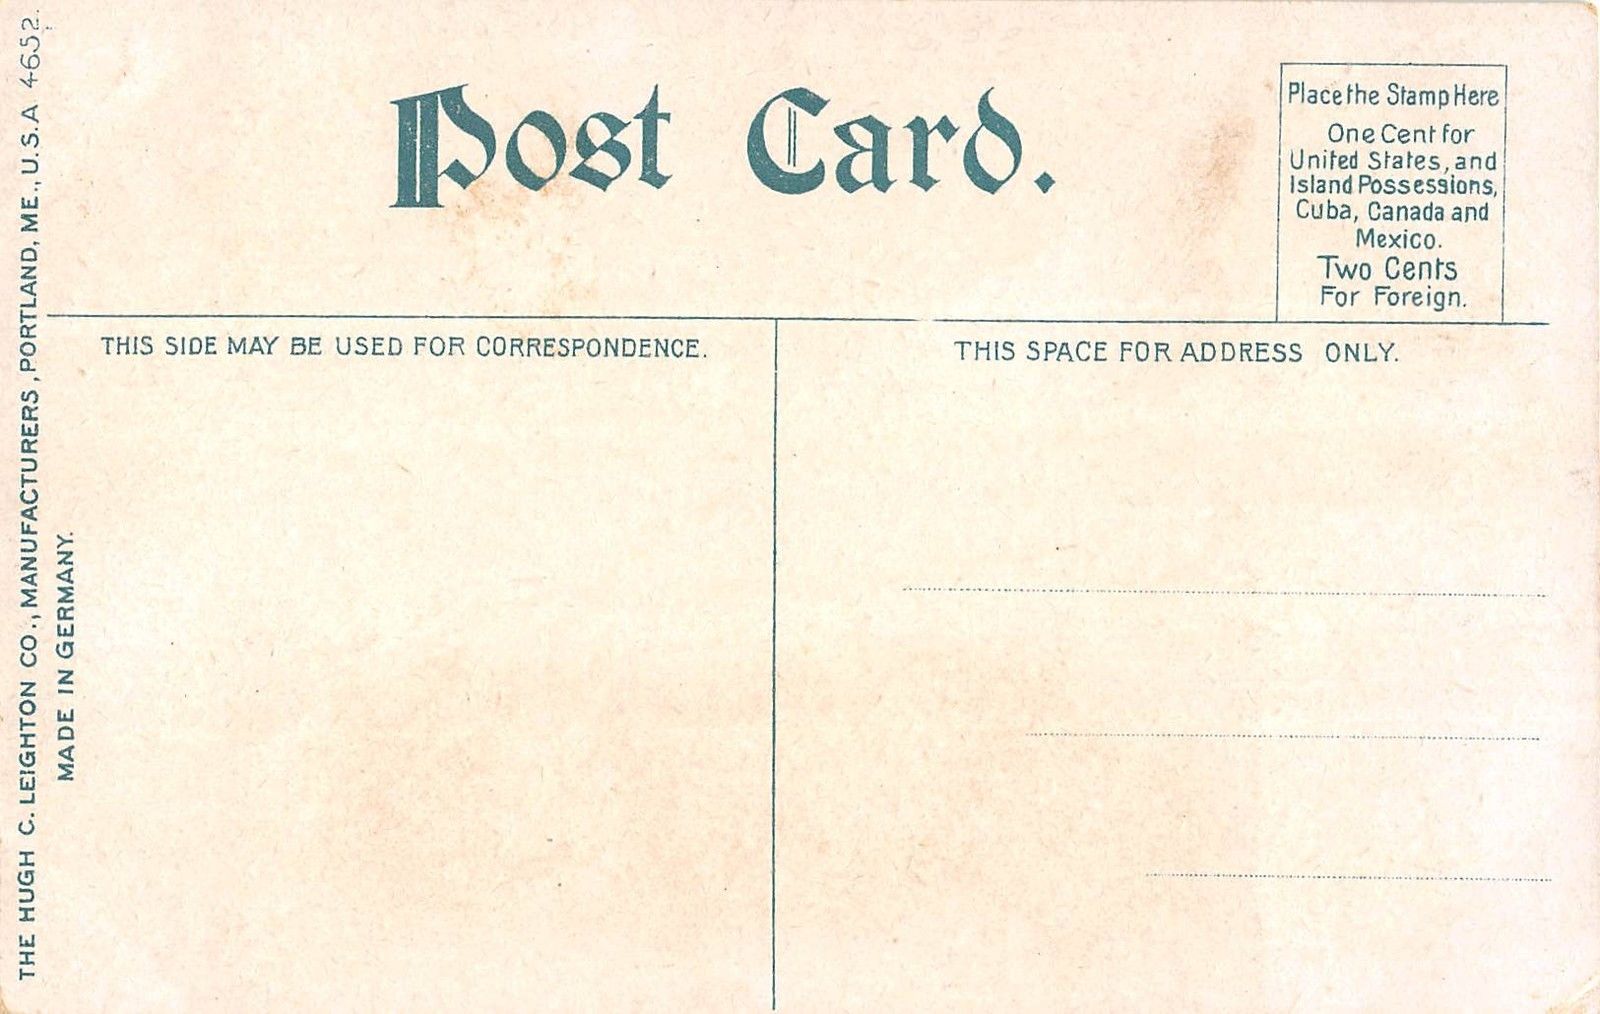 Post Card.
Place the Stamp Here
One Cent for
United States, and
Island Possessions,
Cuba, Canada and
Mexico.
Two Cents
For Foreign.
THIS SIDE MAY BE USED FOR CORRESPONDENCE.
THIS SPACE FOR ADDRESS ONLY.
THE HUGH C. LEIGHTON CO., MANUFACTURERS, PORTLAND, ME., U.S.A 4652.
MADE IN GERMANY.